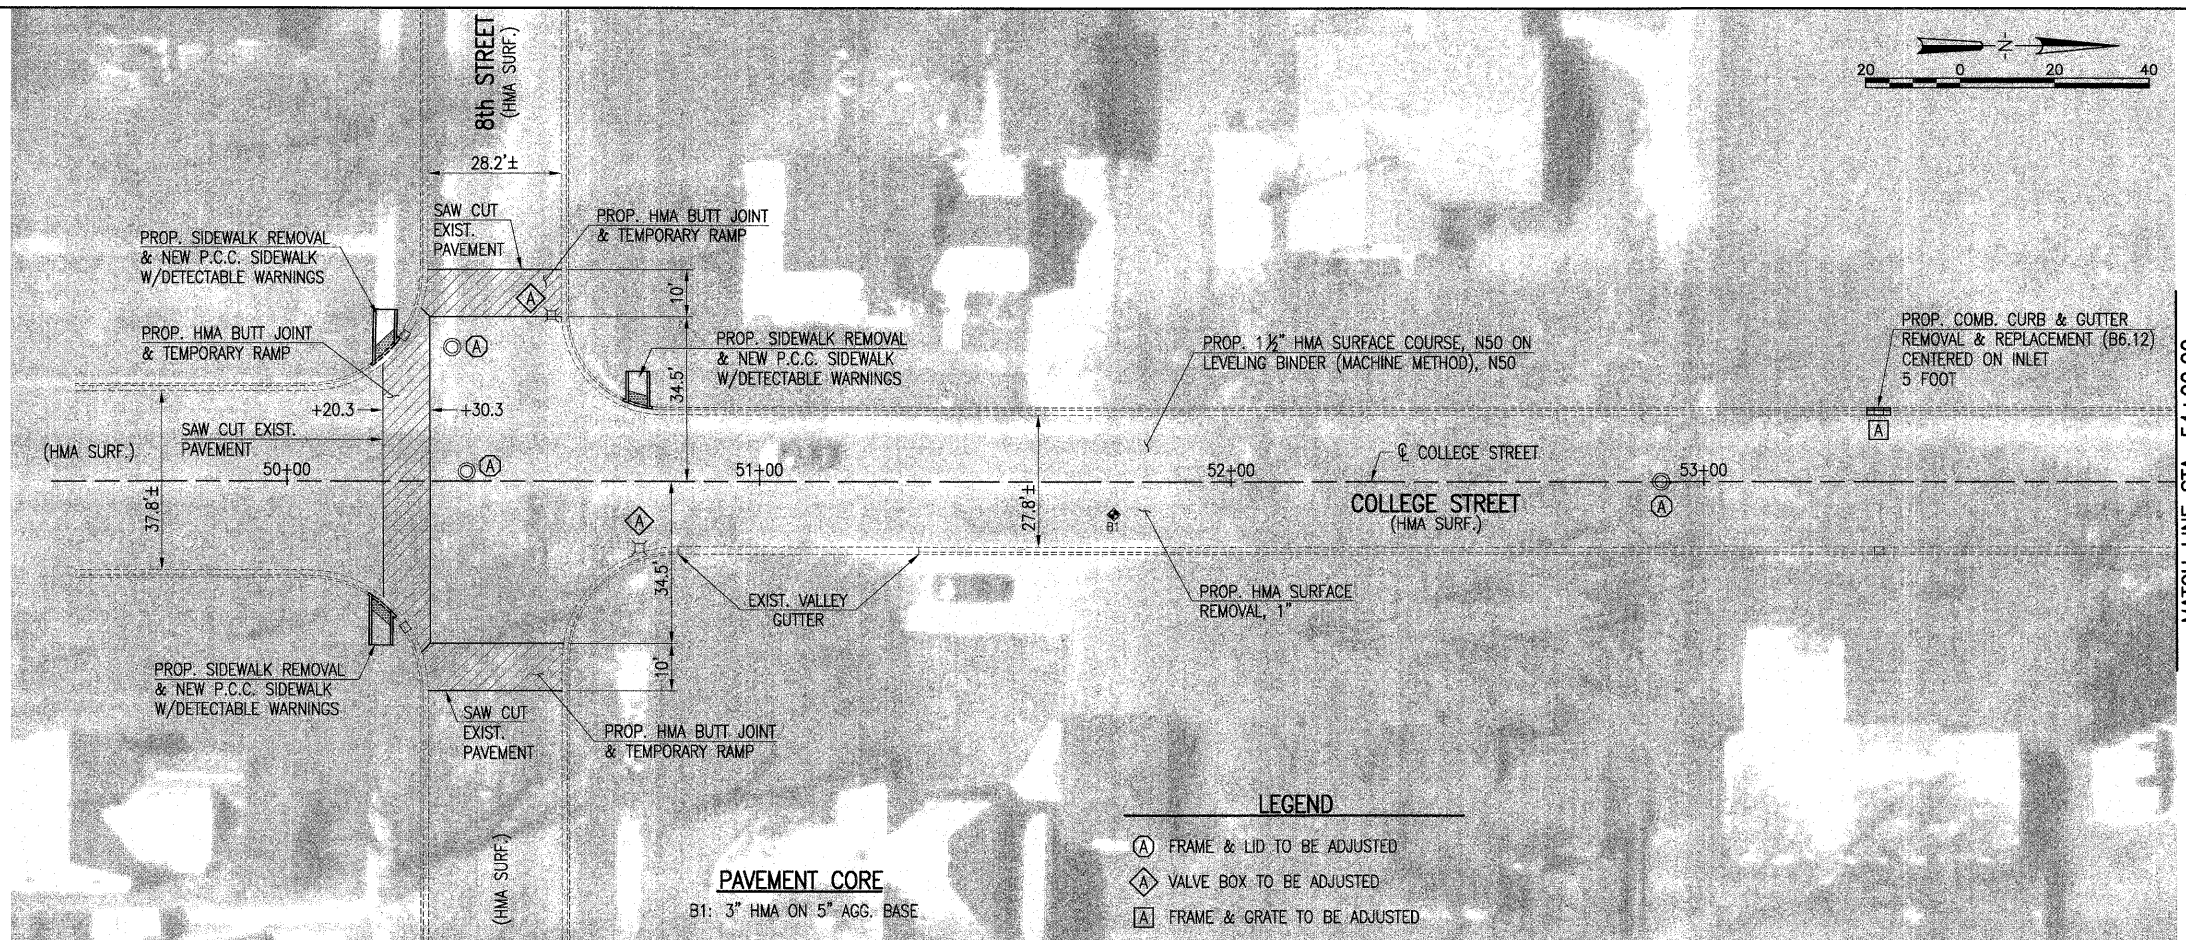 8th STREET
(HMA SURF.)
-N-
20 0 20 40
28.2'±
SAW CUT
EXIST.
PAVEMENT
PROP. HMA BUTT JOINT
& TEMPORARY RAMP
PROP. SIDEWALK REMOVAL
& NEW P.C.C. SIDEWALK
W/DETECTABLE WARNINGS
A
10'
PROP. HMA BUTT JOINT
& TEMPORARY RAMP
A
34.5'
PROP. SIDEWALK REMOVAL
& NEW P.C.C. SIDEWALK
W/DETECTABLE WARNINGS
PROP. 1½" HMA SURFACE COURSE, N50 ON
LEVELING BINDER (MACHINE METHOD), N50
PROP. COMB. CURB & GUTTER
REMOVAL & REPLACEMENT (B6.12)
CENTERED ON INLET
5 FOOT
A
+20.3
+30.3
SAW CUT EXIST.
PAVEMENT
(HMA SURF.)
37.8'±
50+00
A
51+00
27.8'±
52+00
℄ COLLEGE STREET
53+00
COLLEGE STREET
(HMA SURF.)
A
A
B1
34.5'
EXIST. VALLEY
GUTTER
PROP. HMA SURFACE
REMOVAL, 1"
10'
PROP. SIDEWALK REMOVAL
& NEW P.C.C. SIDEWALK
W/DETECTABLE WARNINGS
SAW CUT
EXIST.
PAVEMENT
PROP. HMA BUTT JOINT
& TEMPORARY RAMP
(HMA SURF.)
PAVEMENT CORE
B1: 3" HMA ON 5" AGG. BASE
LEGEND
A FRAME & LID TO BE ADJUSTED
A VALVE BOX TO BE ADJUSTED
A FRAME & GRATE TO BE ADJUSTED